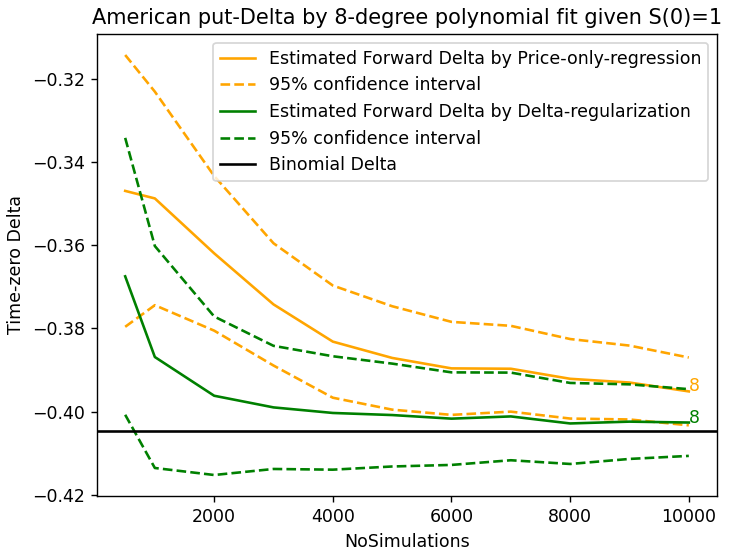 American put-Delta by 8-degree polynomial fit given S(0)=1
Estimated Forward Delta by Price-only-regression
95% confidence interval
Estimated Forward Delta by Delta-regularization
95% confidence interval
Binomial Delta
Time-zero Delta
−0.32
−0.34
−0.36
−0.38
−0.40
−0.42
8
8
2000
4000
6000
8000
10000
NoSimulations